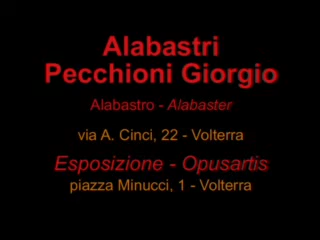 Alabastri
Pecchioni Giorgio
Alabastro - Alabaster
via A. Cinci, 22 - Volterra
Esposizione - Opusartis
piazza Minucci, 1 - Volterra